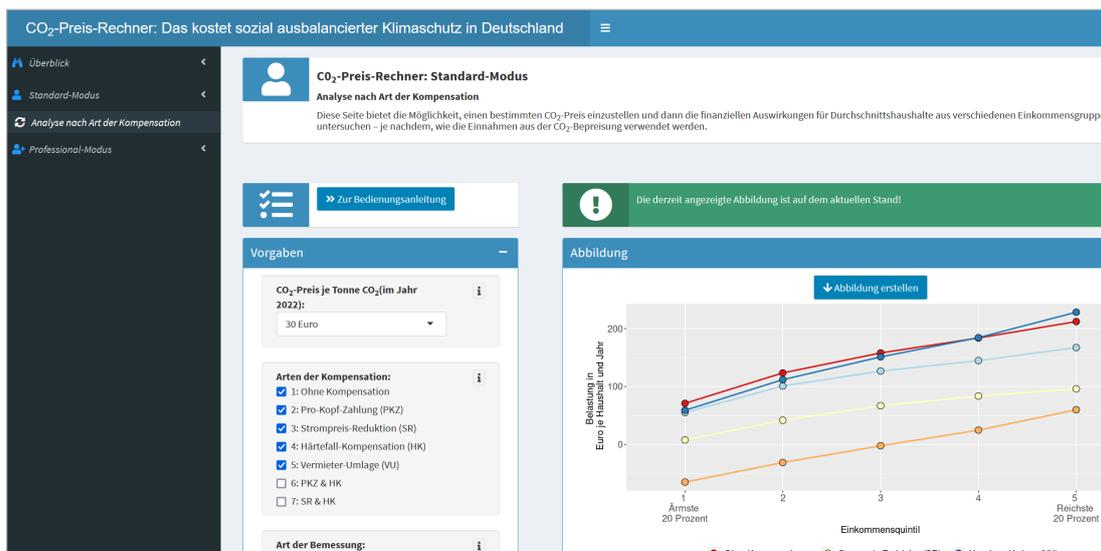 CO₂-Preis-Rechner: Das kostet sozial ausbalancierter Klimaschutz in Deutschland
Überblick
Standard-Modus
Analyse nach Art der Kompensation
Professional-Modus
CO₂-Preis-Rechner: Standard-Modus
Analyse nach Art der Kompensation
Diese Seite bietet die Möglichkeit, einen bestimmten CO₂-Preis einzustellen und dann die finanziellen Auswirkungen für Durchschnittshaushalte aus verschiedenen
untersuchen – je nachdem, wie die Einnahmen aus der CO₂-Bepreisung verwendet werden.
Zur Bedienungsanleitung
Die derzeit angezeigte Abbildung ist auf dem aktuellen Stand!
Vorgaben
CO₂-Preis je Tonne CO₂(im Jahr
2022):
30 Euro
Arten der Kompensation:
1: Ohne Kompensation
2: Pro-Kopf-Zahlung (PKZ)
3: Strompreis-Reduktion (SR)
4: Härtefall-Kompensation (HK)
5: Vermieter-Umlage (VU)
6: PKZ & HK
7: SR & HK
Art der Bemessung:
Abbildung
Abbildung erstellen
Belastung in
Euro je Haushalt und Jahr
200
100
0
1
Ärmste
20 Prozent
2
3
4
5
Reichste
20 Prozent
Einkommensquintil